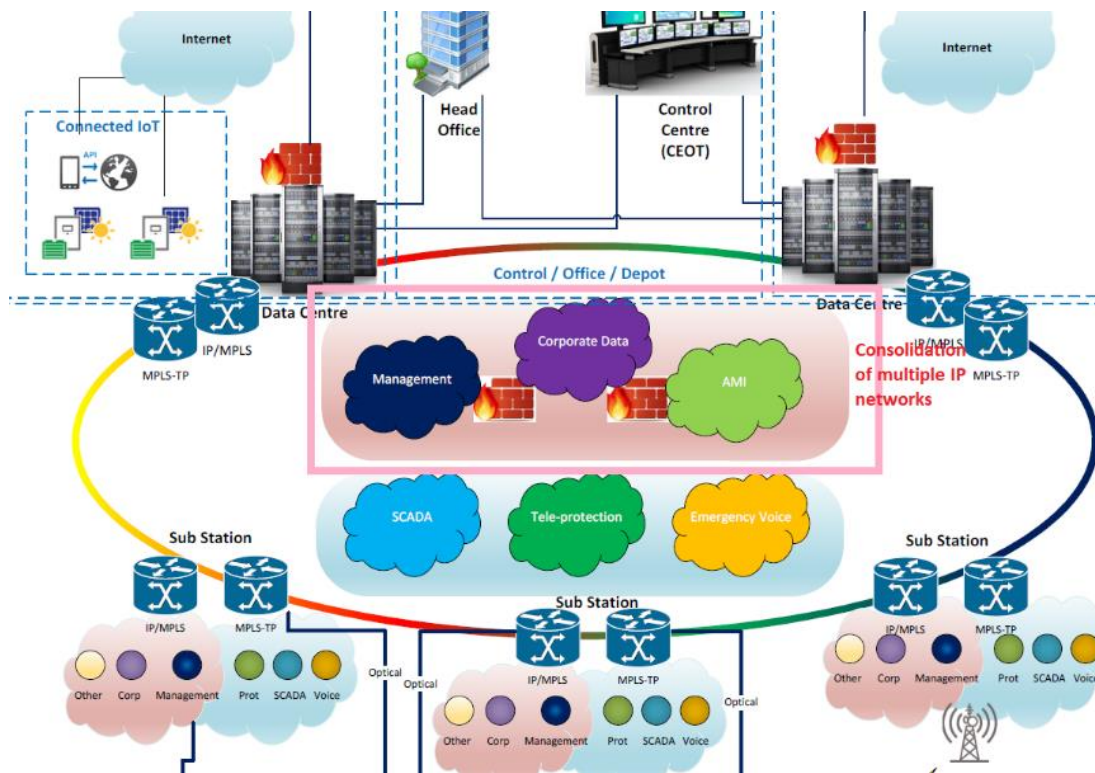 Internet
Internet
Connected IoT
API
Head
Office
Control
Centre
(CEOT)
Control / Office / Depot
Data Centre
Data Centre
IP/MPLS
MPLS-TP
IP/MPLS
MPLS-TP
Corporate Data
Management
AMI
Consolidation
of multiple IP
networks
SCADA
Tele-protection
Emergency Voice
Sub Station
Sub Station
Sub Station
IP/MPLS
MPLS-TP
IP/MPLS
MPLS-TP
IP/MPLS
MPLS-TP
Other Corp Management Prot SCADA Voice
Optical
Optical
Optical
Other Corp Management Prot SCADA Voice
Other Corp Management Prot SCADA Voice